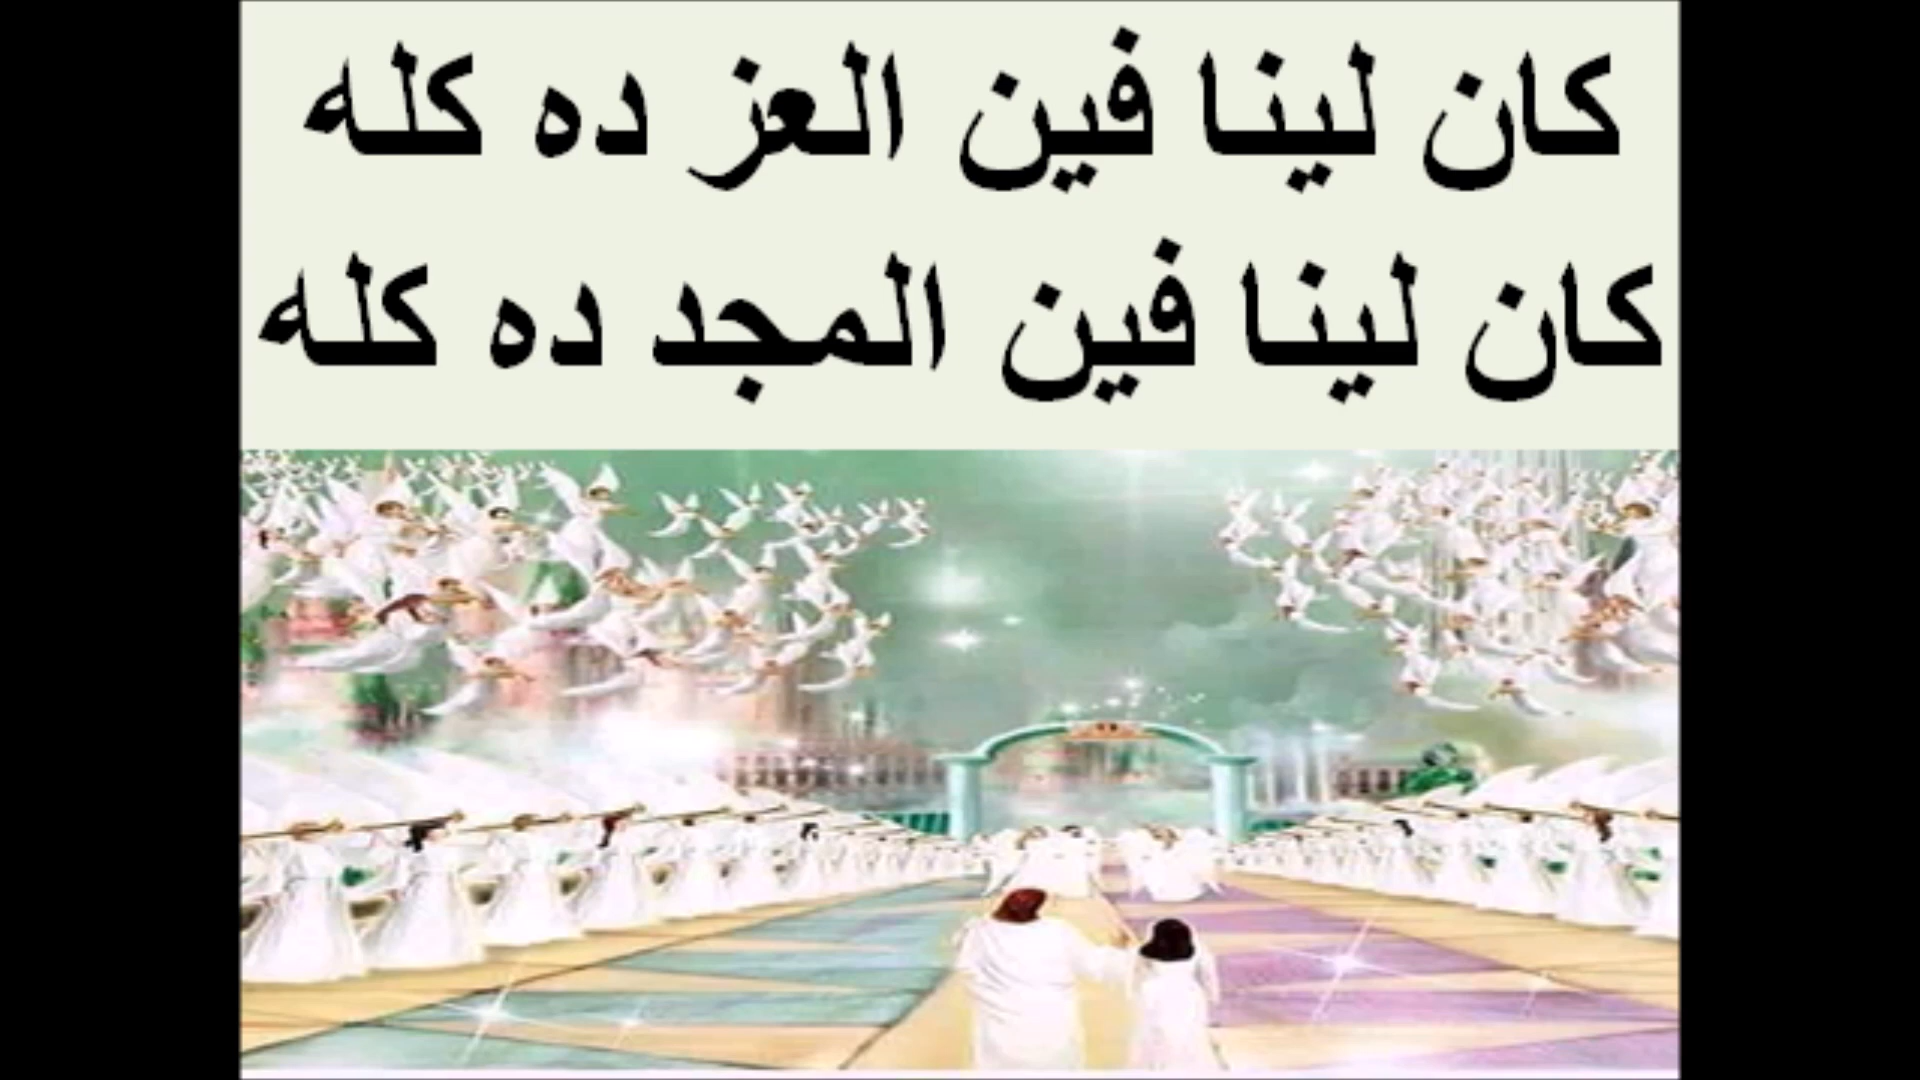 كان لينا فين العز ده كله
كان لينا فين المجد ده كله